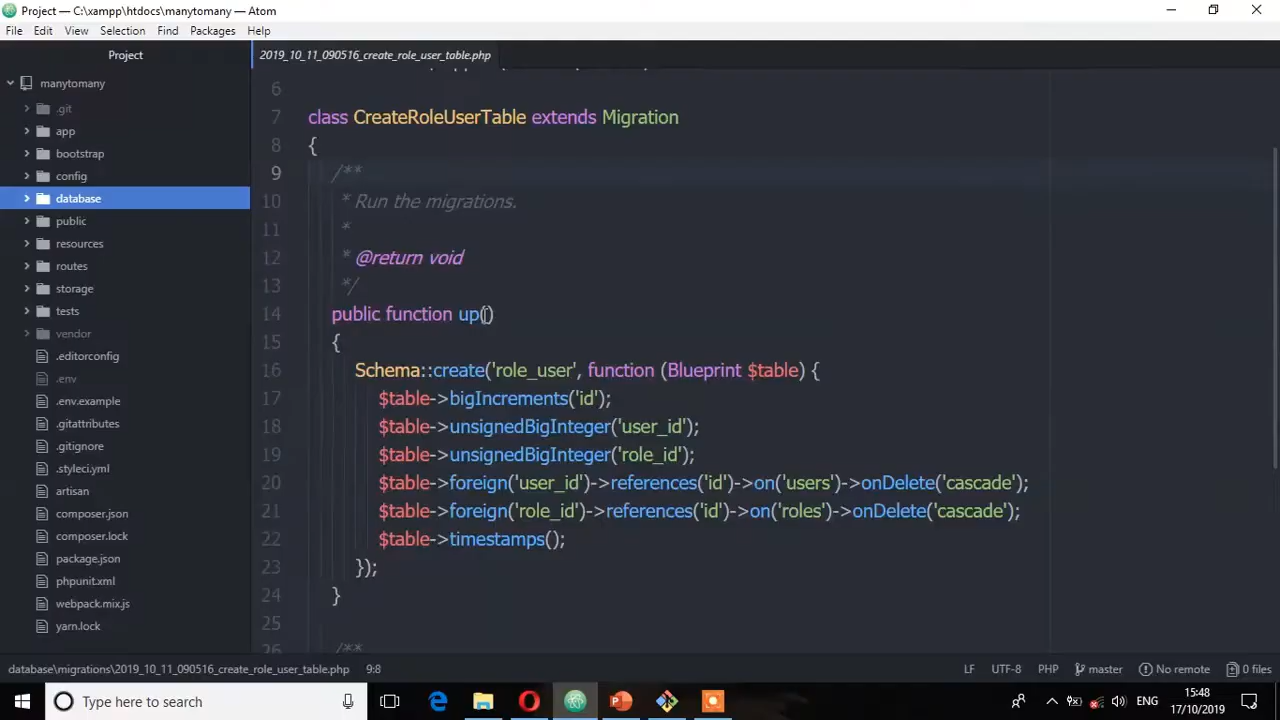 Project — C:\xampp\htdocs\manytomany — Atom
File Edit View Selection Find Packages Help
Project
2019_10_11_090516_create_role_user_table.php
manytomany
.git
app
bootstrap
config
database
public
resources
routes
storage
tests
vendor
.editorconfig
.env
.env.example
.gitattributes
.gitignore
.styleci.yml
artisan
composer.json
composer.lock
package.json
phpunit.xml
webpack.mix.js
yarn.lock
6
7 class CreateRoleUserTable extends Migration
8 {
9 /**
10 * Run the migrations.
11 *
12 * @return void
13 */
14 public function up()
15 {
16 Schema::create('role_user', function (Blueprint $table) {
17 $table->bigIncrements('id');
18 $table->unsignedBigInteger('user_id');
19 $table->unsignedBigInteger('role_id');
20 $table->foreign('user_id')->references('id')->on('users')->onDelete('cascade');
21 $table->foreign('role_id')->references('id')->on('roles')->onDelete('cascade');
22 $table->timestamps();
23 });
24 }
25
26 /**
database\migrations\2019_10_11_090516_create_role_user_table.php 9:8 LF UTF-8 PHP master No remote 0 files
Type here to search
ENG
15:48
17/10/2019